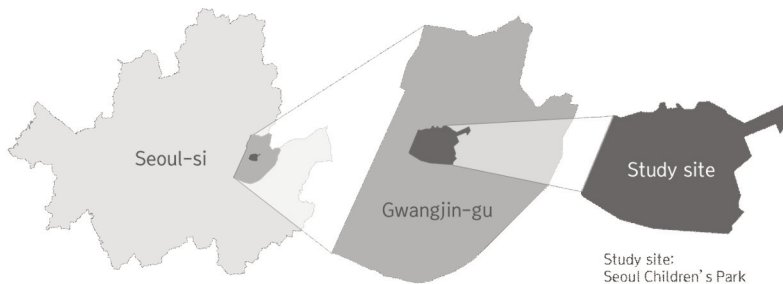 Seoul-si
Gwangjin-gu
Study site
Study site:
Seoul Children's Park